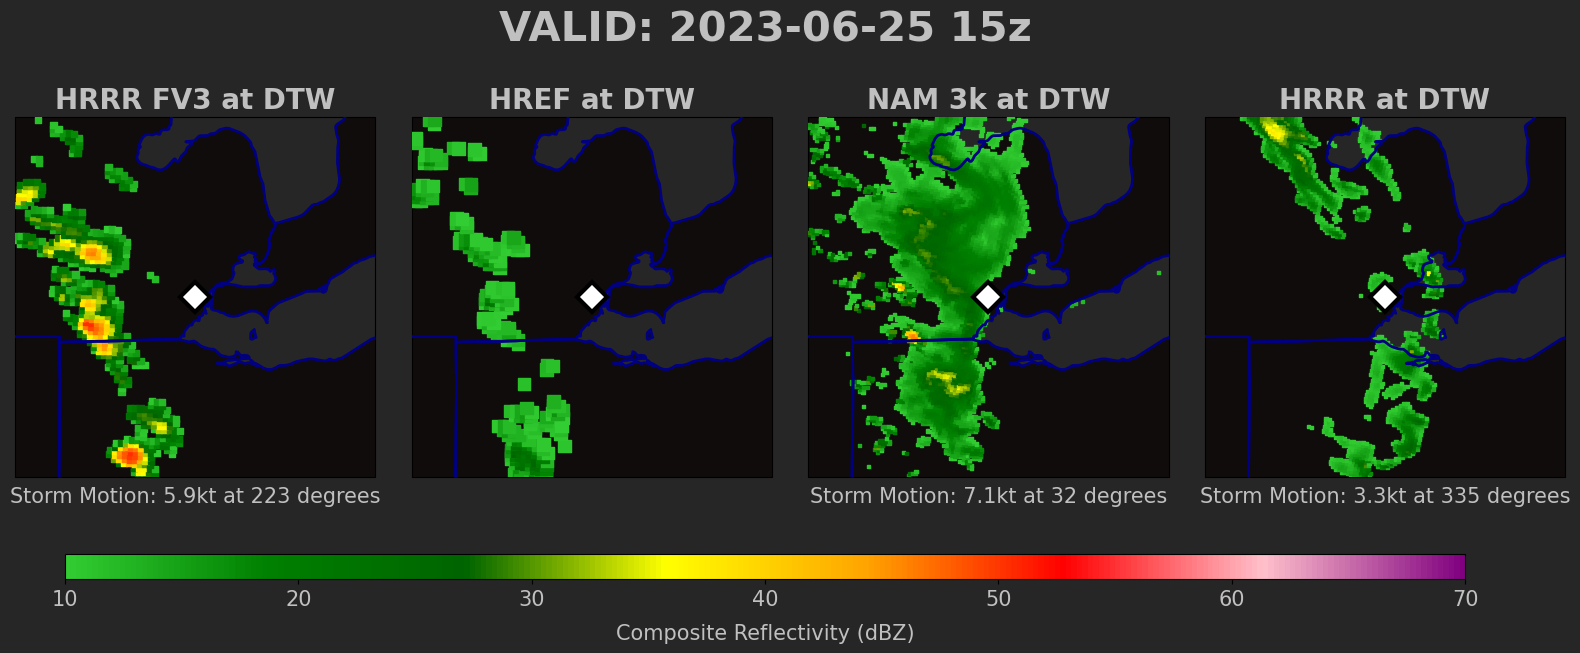 VALID: 2023-06-25 15z
HRRR FV3 at DTW
HREF at DTW
NAM 3k at DTW
HRRR at DTW
Storm Motion: 5.9kt at 223 degrees
Storm Motion: 7.1kt at 32 degrees
Storm Motion: 3.3kt at 335 degrees
10 20 30 40 50 60 70
Composite Reflectivity (dBZ)